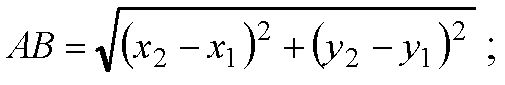 AB = √((x₂ − x₁)² + (y₂ − y₁)²) ;